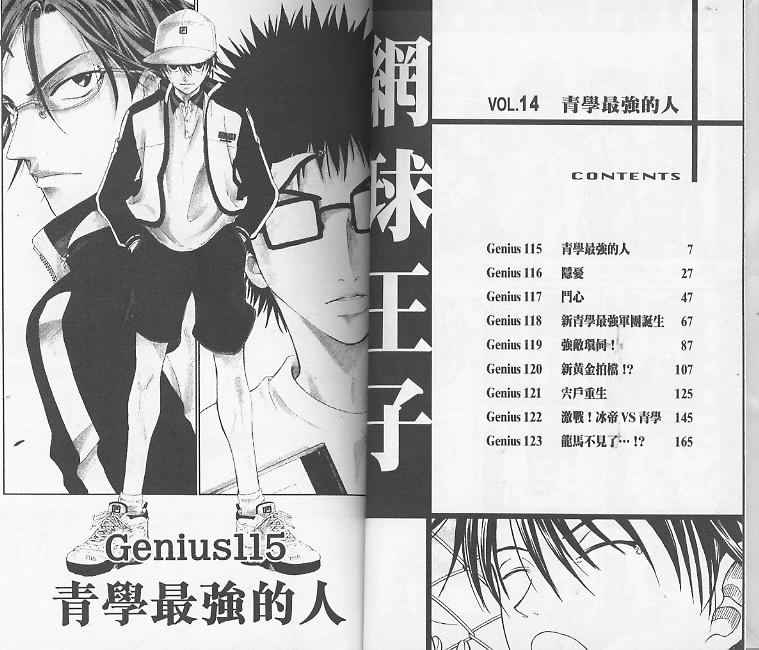 Genius115
青學最強的人
網球王子
VOL.14 青學最強的人
CONTENTS
Genius 115 青學最強的人 7
Genius 116 隱憂 27
Genius 117 鬥心 47
Genius 118 新青學最強軍團誕生 67
Genius 119 強敵環伺！ 87
Genius 120 新黃金拍檔！？ 107
Genius 121 宍戶重生 125
Genius 122 激戰！冰帝 VS 青學 145
Genius 123 龍馬不見了…！？ 165